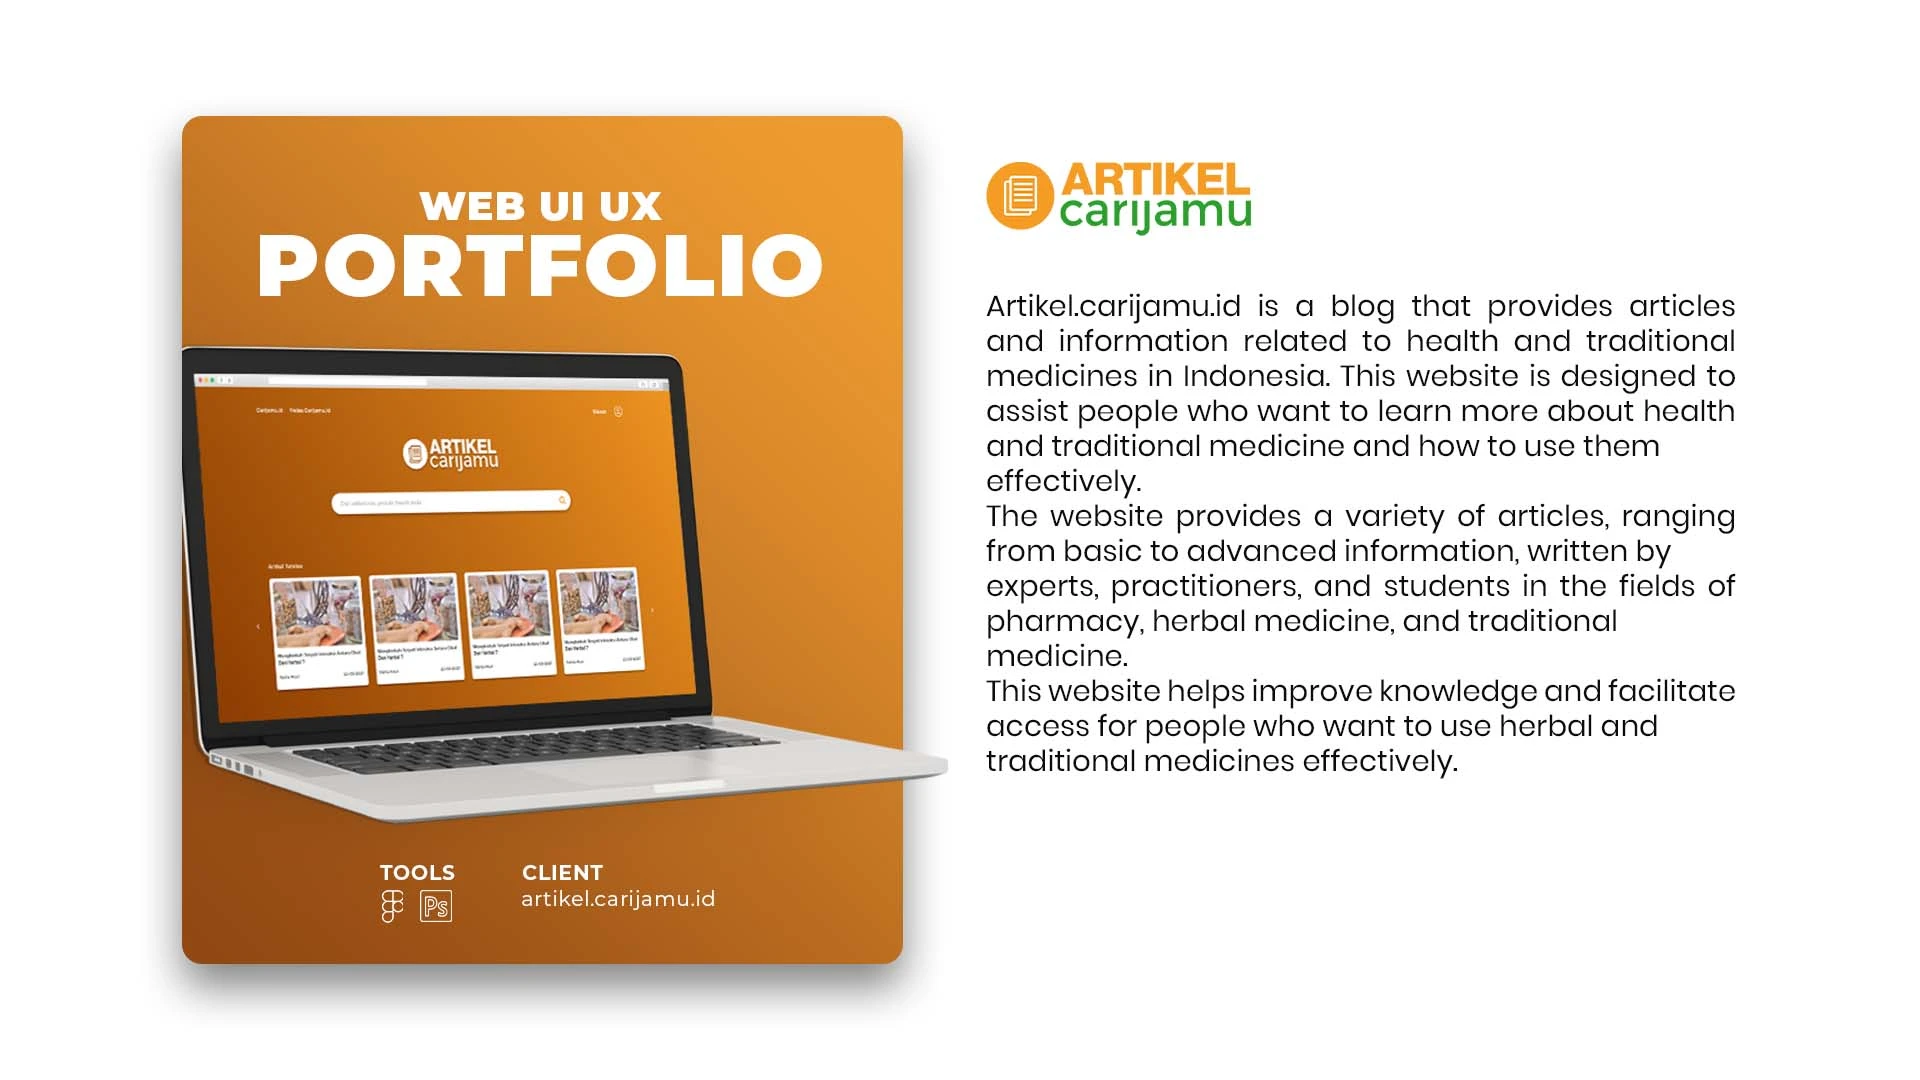 WEB UI UX
PORTFOLIO
Carijamu.id
ARTIKEL
carijamu
TOOLS
Ps
CLIENT
artikel.carijamu.id
ARTIKEL
carijamu
Artikel.carijamu.id is a blog that provides articles
and information related to health and traditional
medicines in Indonesia. This website is designed to
assist people who want to learn more about health
and traditional medicine and how to use them
effectively.
The website provides a variety of articles, ranging
from basic to advanced information, written by
experts, practitioners, and students in the fields of
pharmacy, herbal medicine, and traditional
medicine.
This website helps improve knowledge and facilitate
access for people who want to use herbal and
traditional medicines effectively.